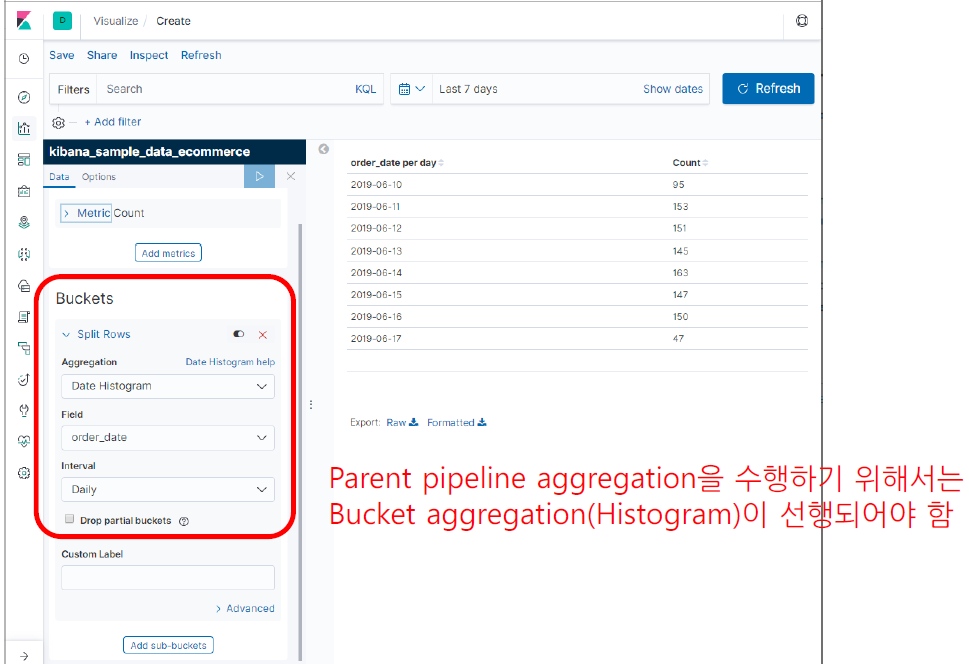 D Visualize / Create
Save Share Inspect Refresh
Filters Search KQL Last 7 days Show dates Refresh
+ Add filter
kibana_sample_data_ecommerce
Data Options
Metric Count
Add metrics
Buckets
Split Rows
Aggregation Date Histogram help
Date Histogram
Field
order_date
Interval
Daily
Drop partial buckets ?
Custom Label
Advanced
Add sub-buckets
order_date per day Count
2019-06-10 95
2019-06-11 153
2019-06-12 151
2019-06-13 145
2019-06-14 163
2019-06-15 147
2019-06-16 150
2019-06-17 47
Export: Raw Formatted
Parent pipeline aggregation을 수행하기 위해서는
Bucket aggregation(Histogram)이 선행되어야 함